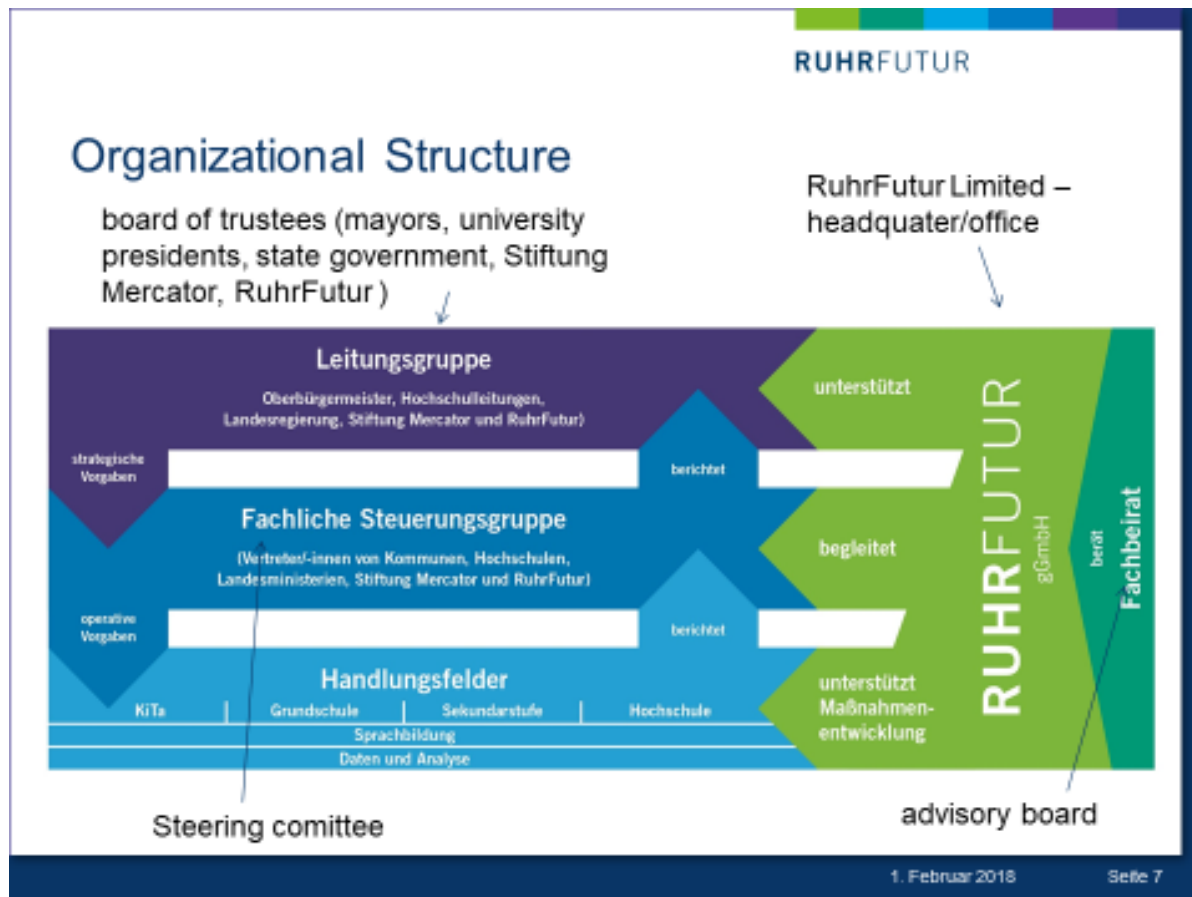 RUHRFUTUR
Organizational Structure
board of trustees (mayors, university
presidents, state government, Stiftung
Mercator, RuhrFutur )
RuhrFutur Limited –
headquater/office
Leitungsgruppe
Oberbürgermeister, Hochschulleitungen,
Landesregierung, Stiftung Mercator und RuhrFutur)
unterstützt
strategische
Vorgaben
berichtet
Fachliche Steuerungsgruppe
(Vertreter/-innen von Kommunen, Hochschulen,
Landesministerien, Stiftung Mercator und RuhrFutur)
begleitet
operative
Vorgaben
berichtet
Handlungsfelder
KiTa | Grundschule | Sekundarstufe | Hochschule
Sprachbildung
Daten und Analyse
unterstützt
Maßnahmen-
entwicklung
RUHRFUTUR
gGmbH
berät
Fachbeirat
Steering comittee
advisory board
1. Februar 2018
Seite 7